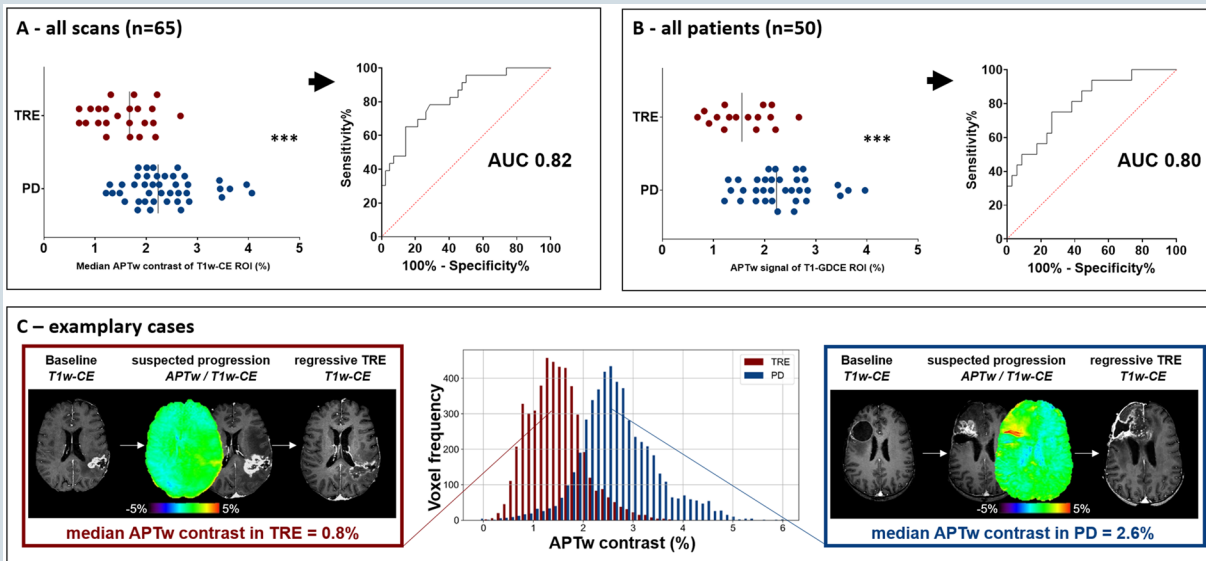 A - all scans (n=65)
TRE
PD
***
0 1 2 3 4 5
Median APTw contrast of T1w-CE ROI (%)
Sensitivity%
100
80
60
40
20
0
0 20 40 60 80 100
100% - Specificity%
AUC 0.82
B - all patients (n=50)
TRE
PD
***
0 1 2 3 4 5
APTw signal of T1-GDCE ROI (%)
Sensitivity%
100
80
60
40
20
0
0 20 40 60 80 100
100% - Specificity%
AUC 0.80
C – examplary cases
Baseline
T1w-CE
suspected progression
APTw / T1w-CE
regressive TRE
T1w-CE
-5% 5%
median APTw contrast in TRE = 0.8%
Voxel frequency
400
300
200
100
0
0 1 2 3 4 5 6
APTw contrast (%)
TRE
PD
Baseline
T1w-CE
suspected progression
APTw / T1w-CE
regressive TRE
T1w-CE
-5% 5%
median APTw contrast in PD = 2.6%